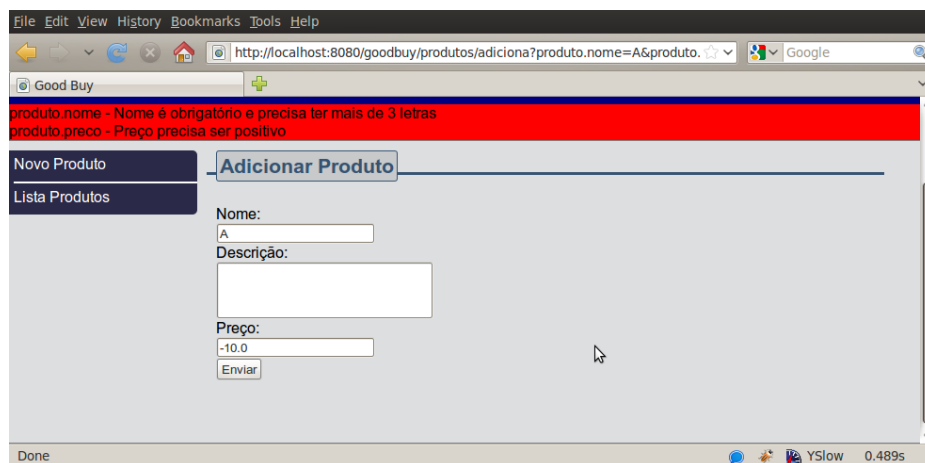 File Edit View History Bookmarks Tools Help
http://localhost:8080/goodbuy/produtos/adiciona?produto.nome=A&produto.
Google
Good Buy
produto.nome - Nome é obrigatório e precisa ter mais de 3 letras
produto.preco - Preço precisa ser positivo
Novo Produto
Lista Produtos
Adicionar Produto
Nome:
A
Descrição:
Preço:
-10.0
Enviar
Done
YSlow 0.489s